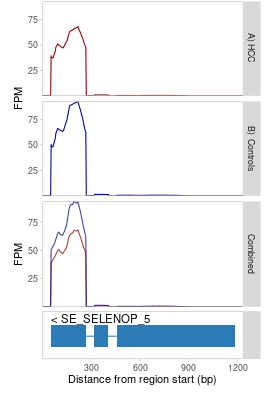 75
50
25
A) HCC
FPM
75
50
25
B) Controls
75
50
25
Combined
FPM
< SE_SELENOP_5
300 600 900 1200
Distance from region start (bp)